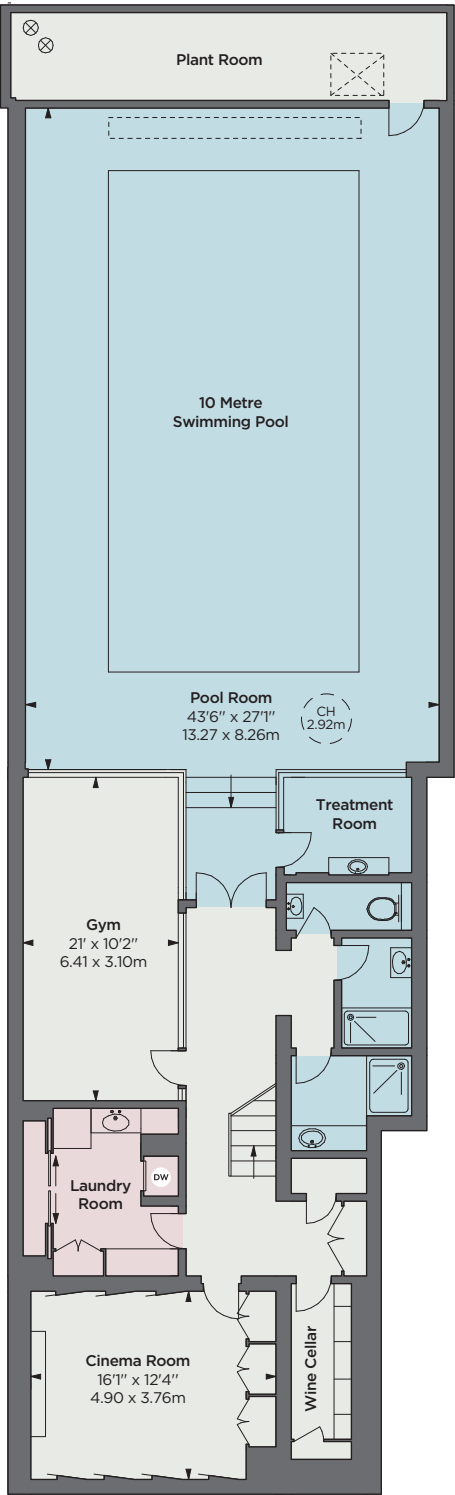 Plant Room
10 Metre
Swimming Pool
Pool Room
43'6" x 27'1"
13.27 x 8.26m
CH
2.92m
Treatment
Room
Gym
21' x 10'2"
6.41 x 3.10m
DW
Laundry
Room
Cinema Room
16'1" x 12'4"
4.90 x 3.76m
Wine Cellar